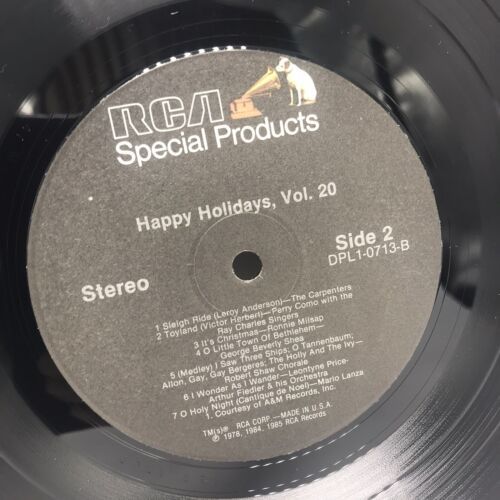 RCA
Special Products
Happy Holidays, Vol. 20
Stereo
Side 2
DPL1-0713-B
1 Sleigh Ride (Leroy Anderson)—The Carpenters
2 Toyland (Victor Herbert)—Perry Como with the
Ray Charles Singers
3 It's Christmas—Ronnie Milsap
4 O Little Town Of Bethlehem—
George Beverly Shea
5 (Medley) I Saw Three Ships; O Tannenbaum;
Allon, Gay, Gay Bergeres; The Holly And The Ivy—
Robert Shaw Chorale
6 I Wonder As I Wander—Leontyne Price-
Arthur Fiedler & his Orchestra
7 O Holy Night (Cantique de Noel)—Mario Lanza
1. Courtesy of A&M Records, Inc.
TM(s)® RCA CORP.—MADE IN U.S.A.
℗ 1978, 1984, 1985 RCA Records